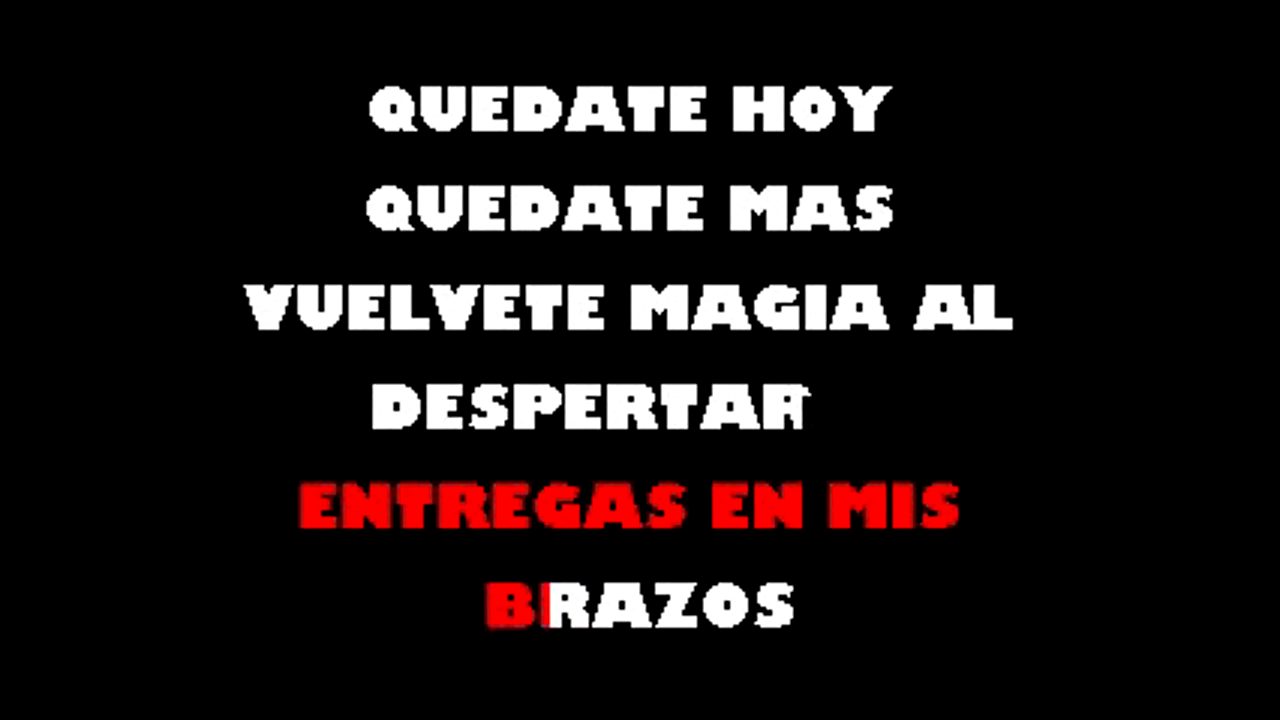 QUEDATE HOY
QUEDATE MAS
VUELVETE MAGIA AL
DESPERTAR
ENTREGAS EN MIS
BRAZOS